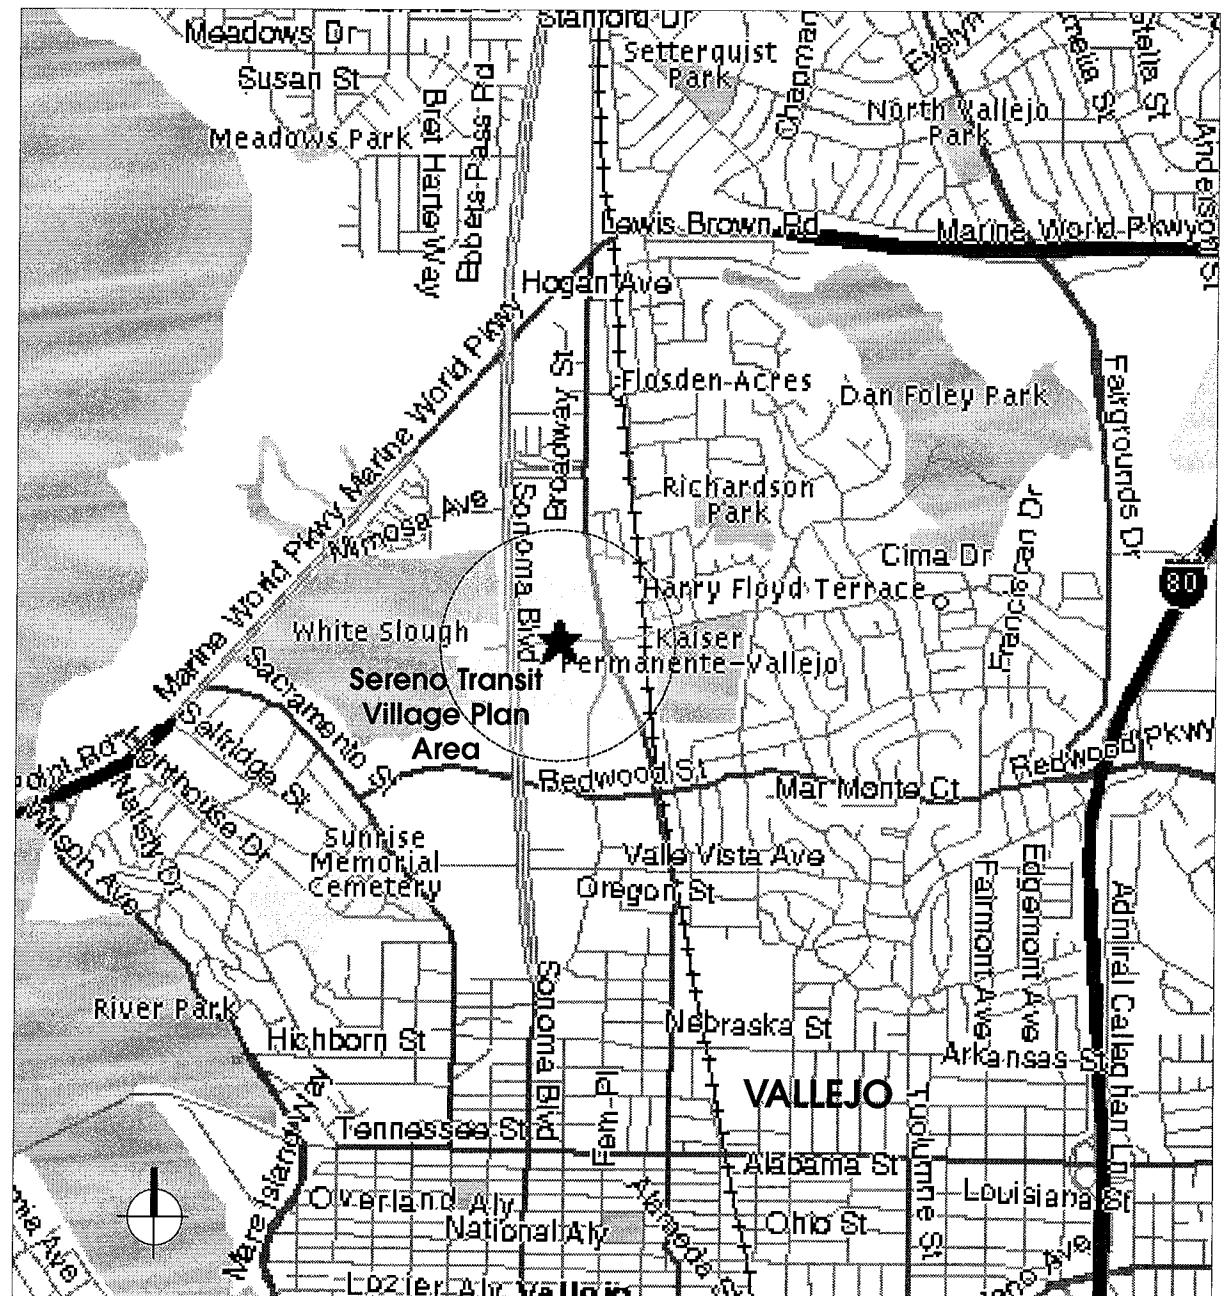 Stanford Dr
Meadows Dr
Setterquist
Park
Susan St
Chapman
Evelyn
Stella St
North Vallejo
Park
Meadows Park
Bret Harte Way
Ebbets Pass Rd
Anderson St
Lewis Brown Rd
Marine World Pkwy
Hogan Ave
Marine World Pkwy
Flosden Acres
Dan Foley Park
Fairgrounds Dr
Broadway St
Richardson
Park
Mimosa Ave
Sonoma Blvd
Marine World Pkwy
Cima Dr
Franciscan Dr
80
Harry Floyd Terrace
White Slough
Kaiser
Permanente-Vallejo
Sereno Transit
Village Plan
Area
Sacramento St
Selfridge St
Redwood St
Redwood Pkwy
Mar Monte Ct
Wilson Ave
Sunrise
Memorial
Cemetery
Valle Vista Ave
Oregon St
Fairmont Ave
Edgemont Ave
Admiral Callaghan Ln
Sonoma Blvd
River Park
Nebraska St
Hichborn St
Arkansas St
VALLEJO
Fern Pl
Tuolumne St
Tennessee St
Alabama St
Mare Island Way
Overland Aly
Louisiana St
National Aly
Alameda St
Ohio St
Ave
Lozier Aly
Vallejo